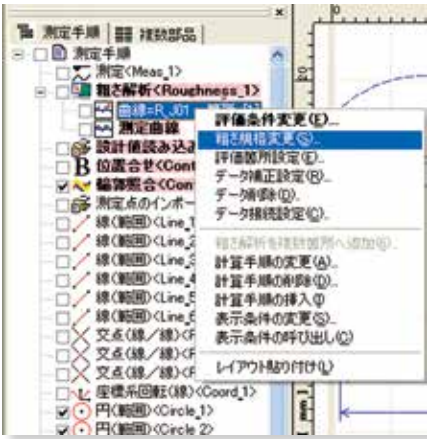 測定手順 複数部品
測定手順
測定<Meas_1>
粗さ解析<Roughness_1>
曲線=R_J01
測定曲線
設計値読み込み
位置合せ<Cont
輪郭照合<Con
測定点のインポー
線(範囲)<Line_1
線(範囲)<Line_2
線(範囲)<Line_3
線(範囲)<Line_4
線(範囲)<Line_5
線(範囲)<Line_6
交点(線/線)<F
交点(線/線)<F
交点(線/線)<F
座標系回転(線)<Coord_1>
円(範囲)<Circle_1>
円(範囲)<Circle 2>
評価条件変更(E)...
粗さ規格変更(S)...
評価箇所設定(E)...
データ補正設定(R)...
データ削除(D)...
データ接続設定(C)...
粗さ解析を複数箇所へ追加(Q)...
計算手順の変更(A)...
計算手順の削除(D)...
計算手順の挿入(I)
表示条件の変更(S)...
表示条件の呼び出し(C)
レイアウト貼り付け(L)
0
mm